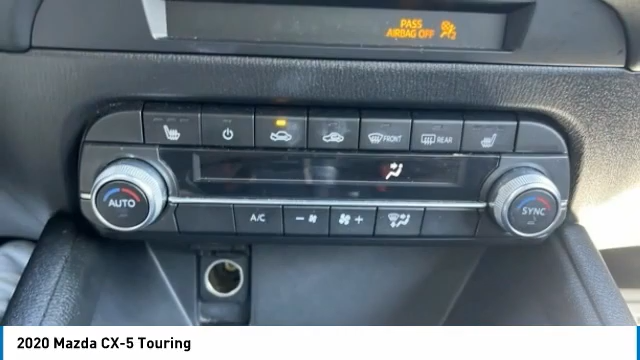 PASS
AIRBAG OFF
FRONT
REAR
AUTO
SYNC
A/C
−
+
2020 Mazda CX-5 Touring